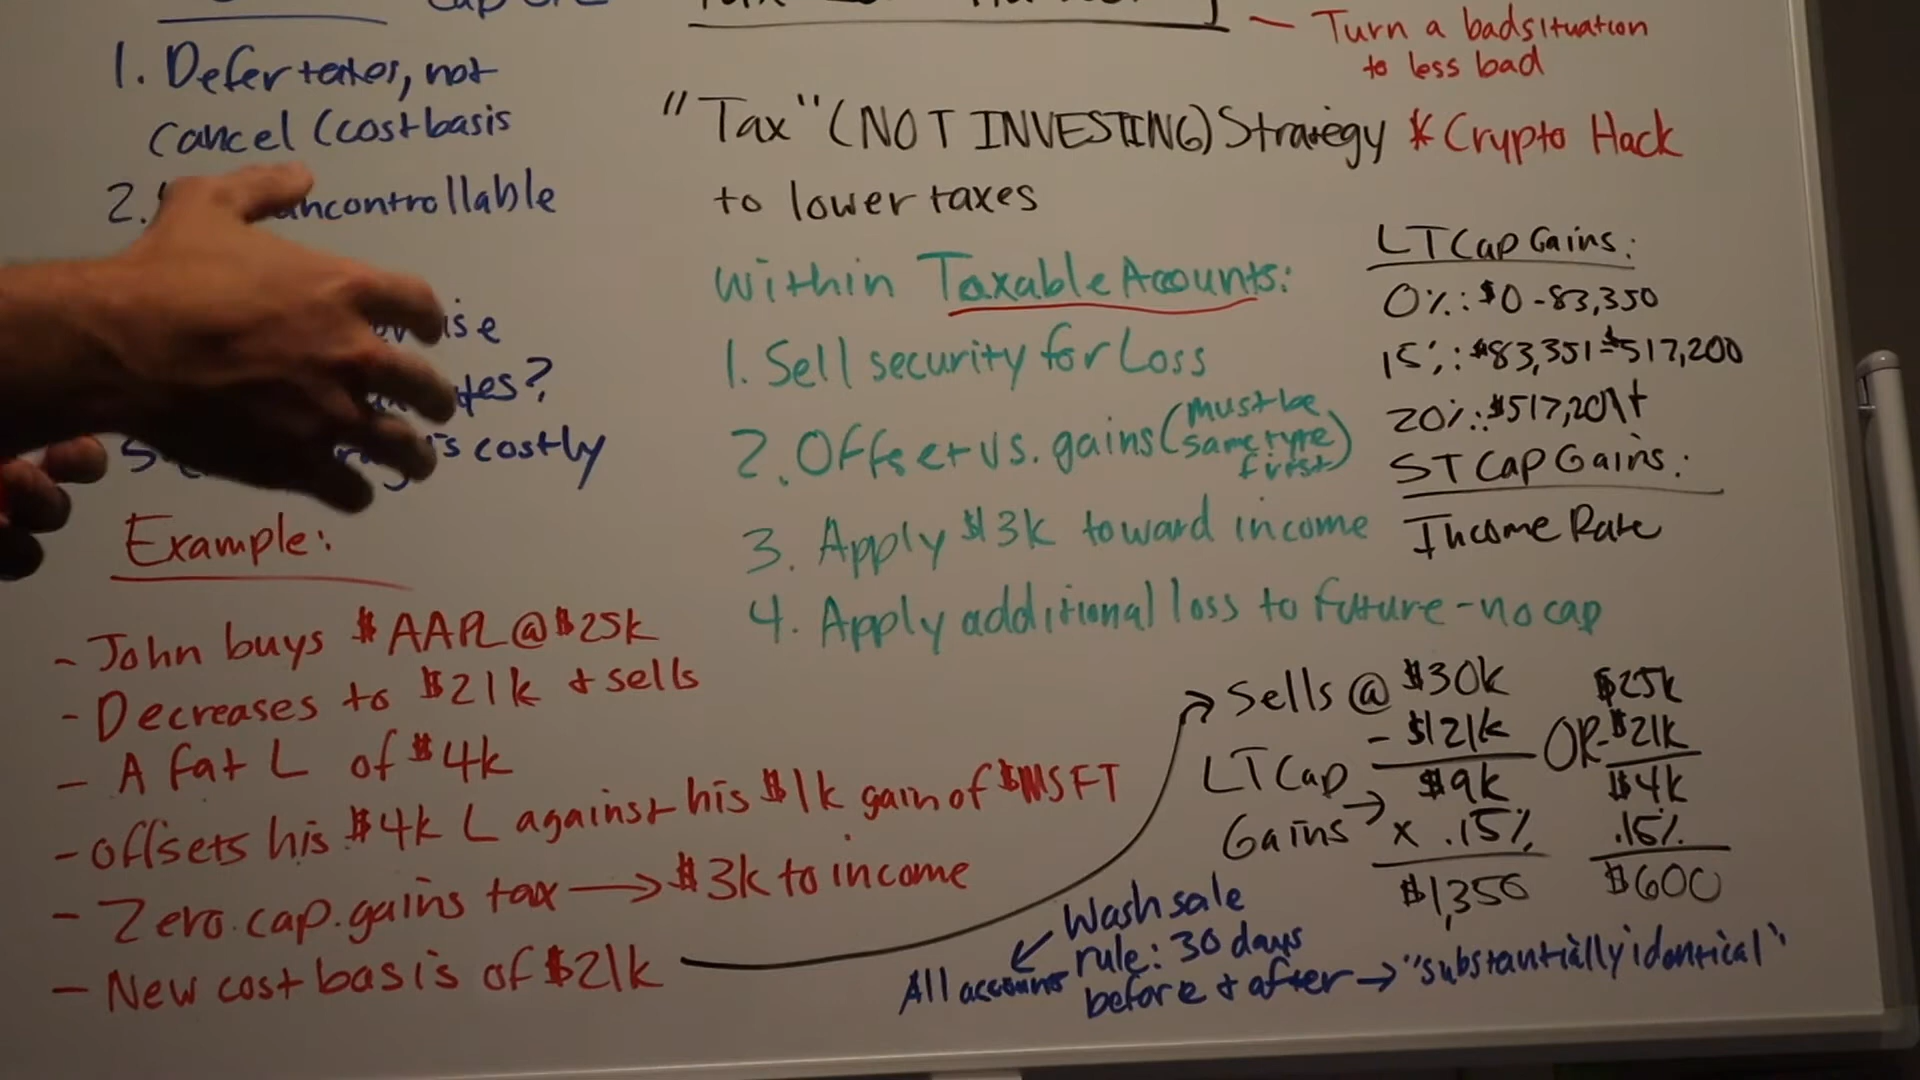 1. Defer taxes, not
cancel (cost basis
2. uncontrollable
costly
Example:
- John buys $AAPL @ $25k
- Decreases to $21k & sells
- A fat L of $4k
- offsets his $4k L against his $1k gain of $MSFT
- Zero cap. gains tax → $3k to income
- New cost basis of $21k
- Turn a bad situation
to less bad
"Tax" (NOT INVESTING) Strategy * Crypto Hack
to lower taxes
Within Taxable Accounts:
1. Sell security for Loss
2. Offset vs. gains (must be
same type
first)
3. Apply $3k toward income
4. Apply additional loss to future - no cap
LT Cap Gains:
0%: $0 - 83,350
15%: $83,351 - $517,200
20%: $517,201+
ST Cap Gains:
Income Rate
Sells @ $30k
- $21k
LT Cap $9k
Gains → x .15%
$1,350
OR
$25k
- $21k
$4k
.15%
$600
Wash sale
rule: 30 days
All accounts before & after → "substantially identical"